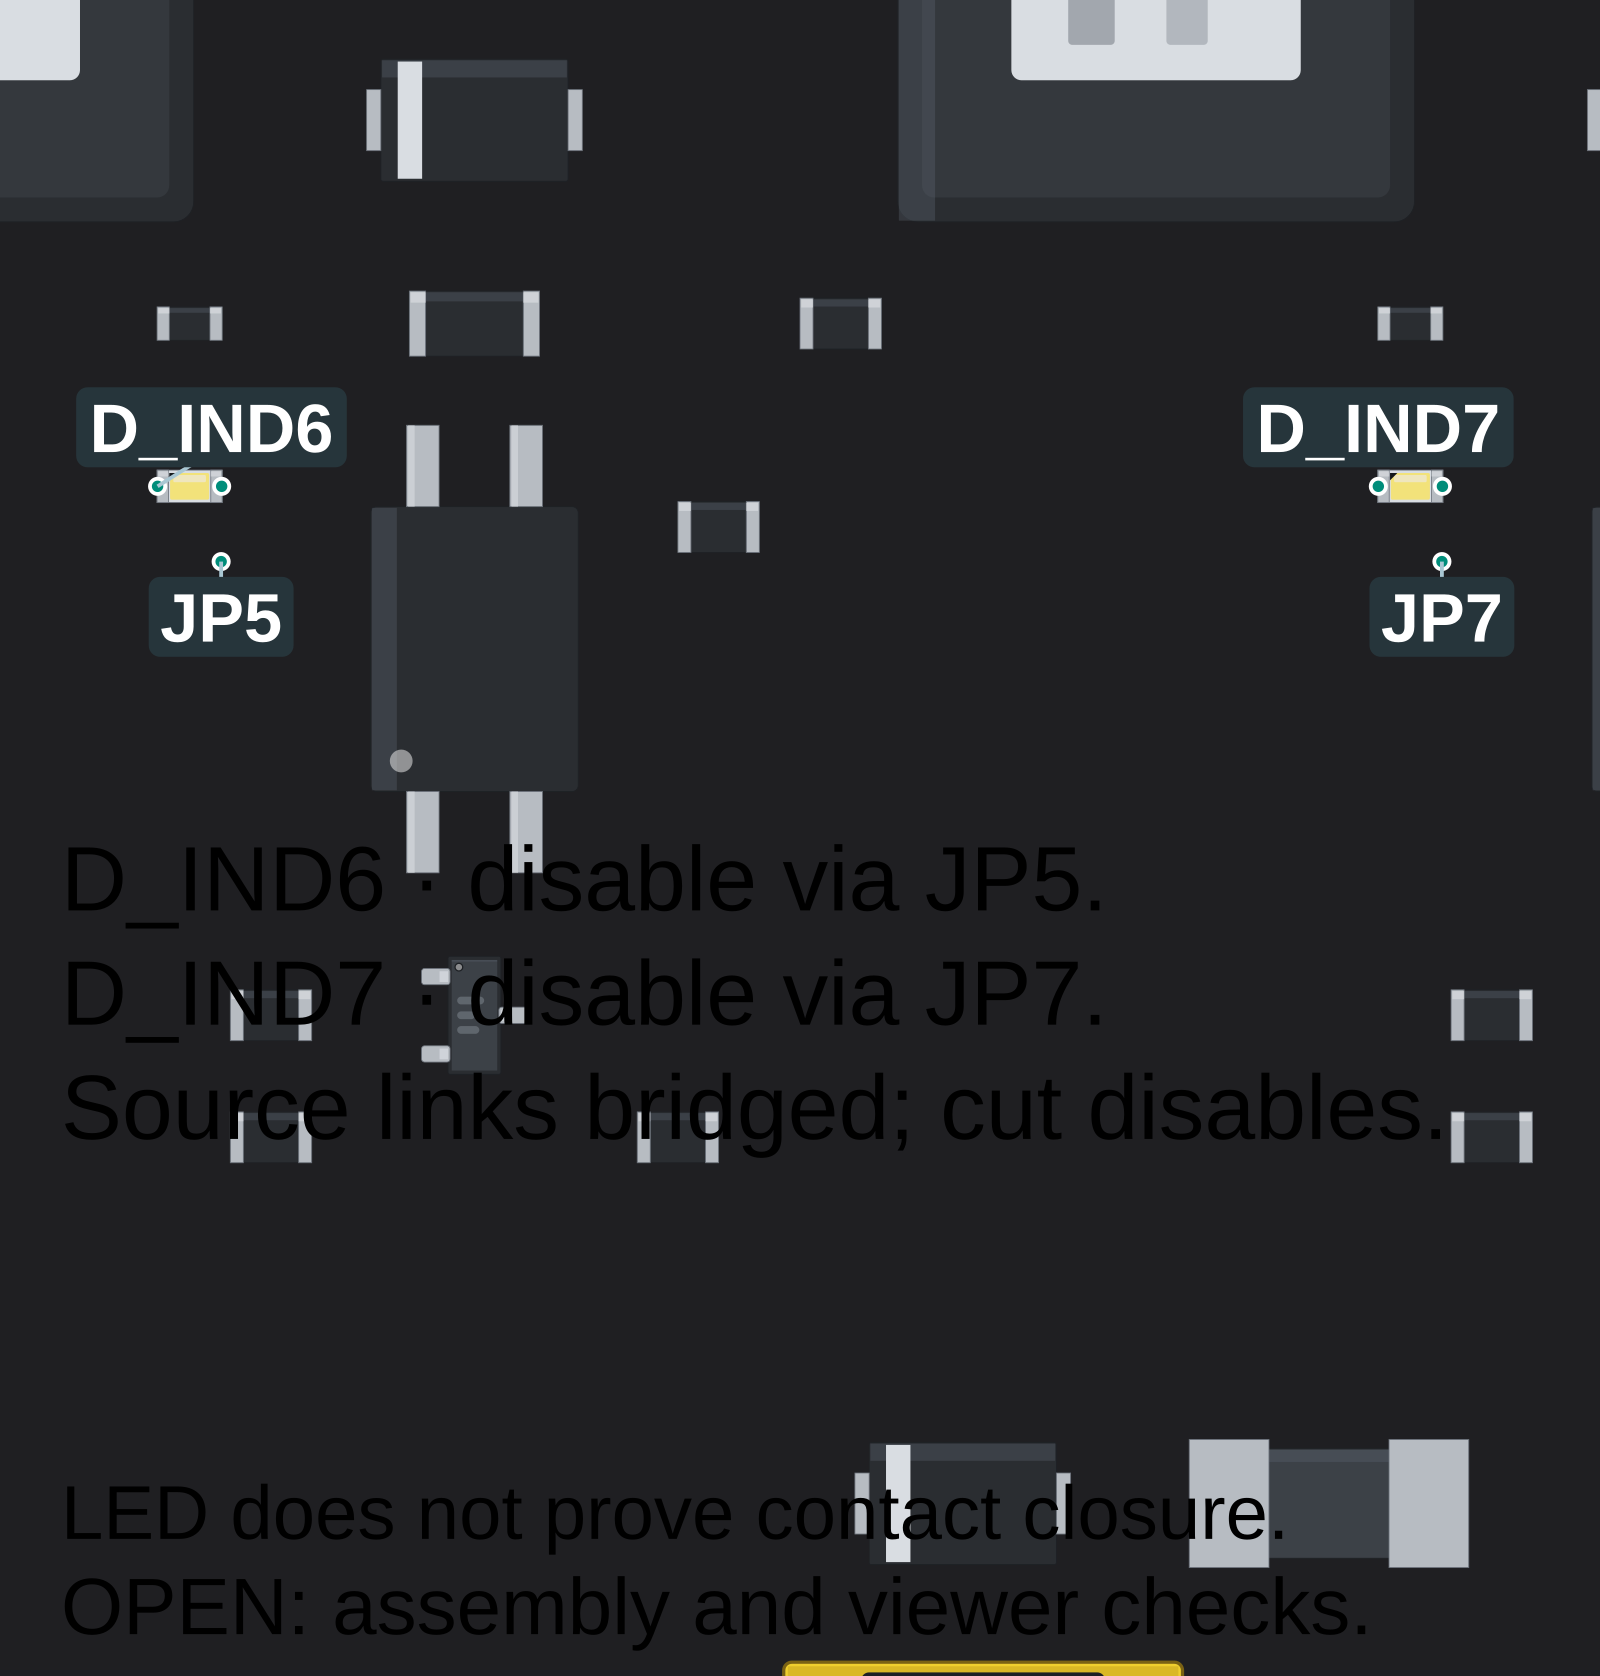 D_IND6 D_IND7
JP5 JP7
D_IND6 · disable via JP5.
D_IND7 · disable via JP7.
Source links bridged; cut disables.
LED does not prove contact closure.
OPEN: assembly and viewer checks.